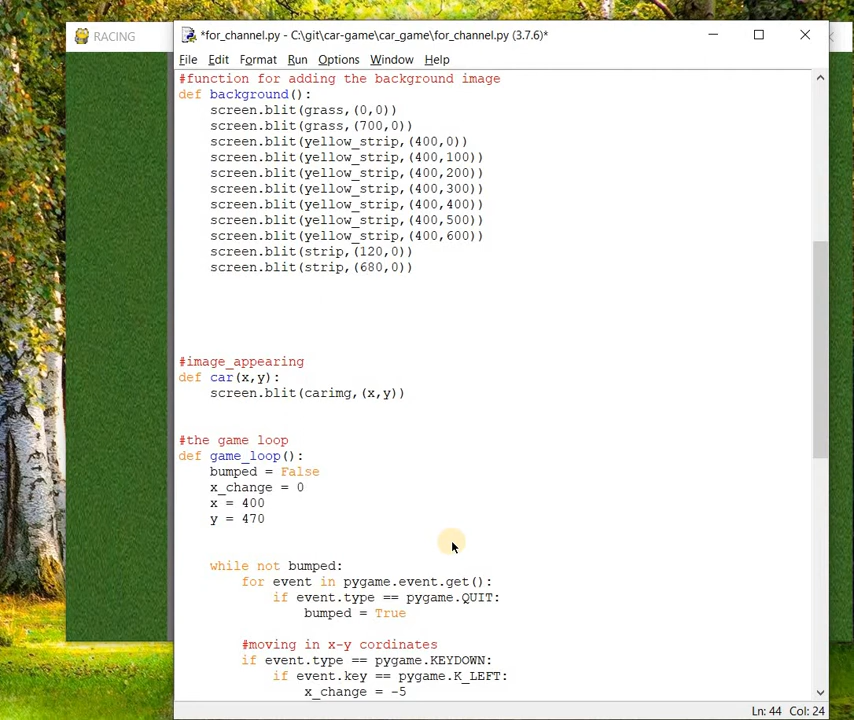 RACING
*for_channel.py - C:\git\car-game\car_game\for_channel.py (3.7.6)*
File Edit Format Run Options Window Help
#function for adding the background image
def background():
    screen.blit(grass,(0,0))
    screen.blit(grass,(700,0))
    screen.blit(yellow_strip,(400,0))
    screen.blit(yellow_strip,(400,100))
    screen.blit(yellow_strip,(400,200))
    screen.blit(yellow_strip,(400,300))
    screen.blit(yellow_strip,(400,400))
    screen.blit(yellow_strip,(400,500))
    screen.blit(yellow_strip,(400,600))
    screen.blit(strip,(120,0))
    screen.blit(strip,(680,0))
#image_appearing
def car(x,y):
    screen.blit(carimg,(x,y))
#the game loop
def game_loop():
    bumped = False
    x_change = 0
    x = 400
    y = 470
    while not bumped:
        for event in pygame.event.get():
            if event.type == pygame.QUIT:
                bumped = True
        #moving in x-y cordinates
        if event.type == pygame.KEYDOWN:
            if event.key == pygame.K_LEFT:
                x_change = -5
Ln: 44 Col: 24